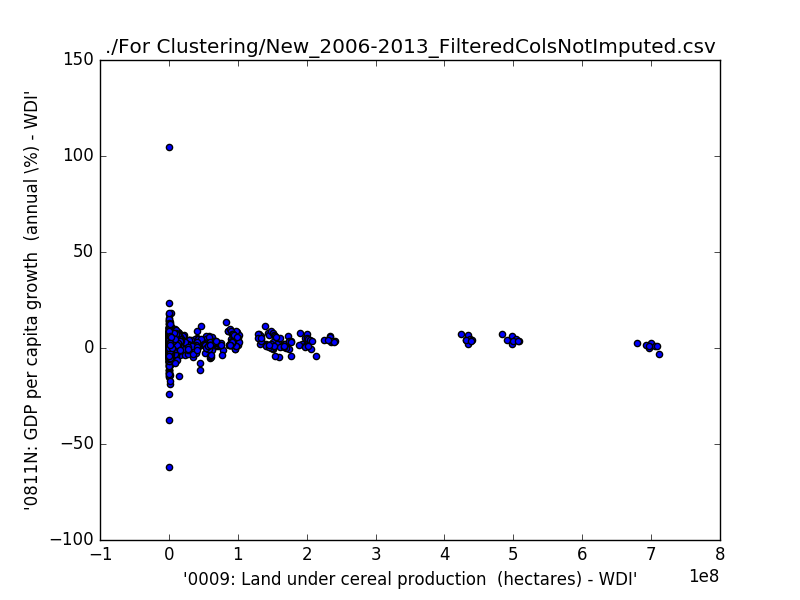 ./For Clustering/New_2006-2013_FilteredColsNotImputed.csv
150
100
50
0
−50
−100
'0811N: GDP per capita growth  (annual \%) - WDI'
−1 0 1 2 3 4 5 6 7 8
1e8
'0009: Land under cereal production  (hectares) - WDI'